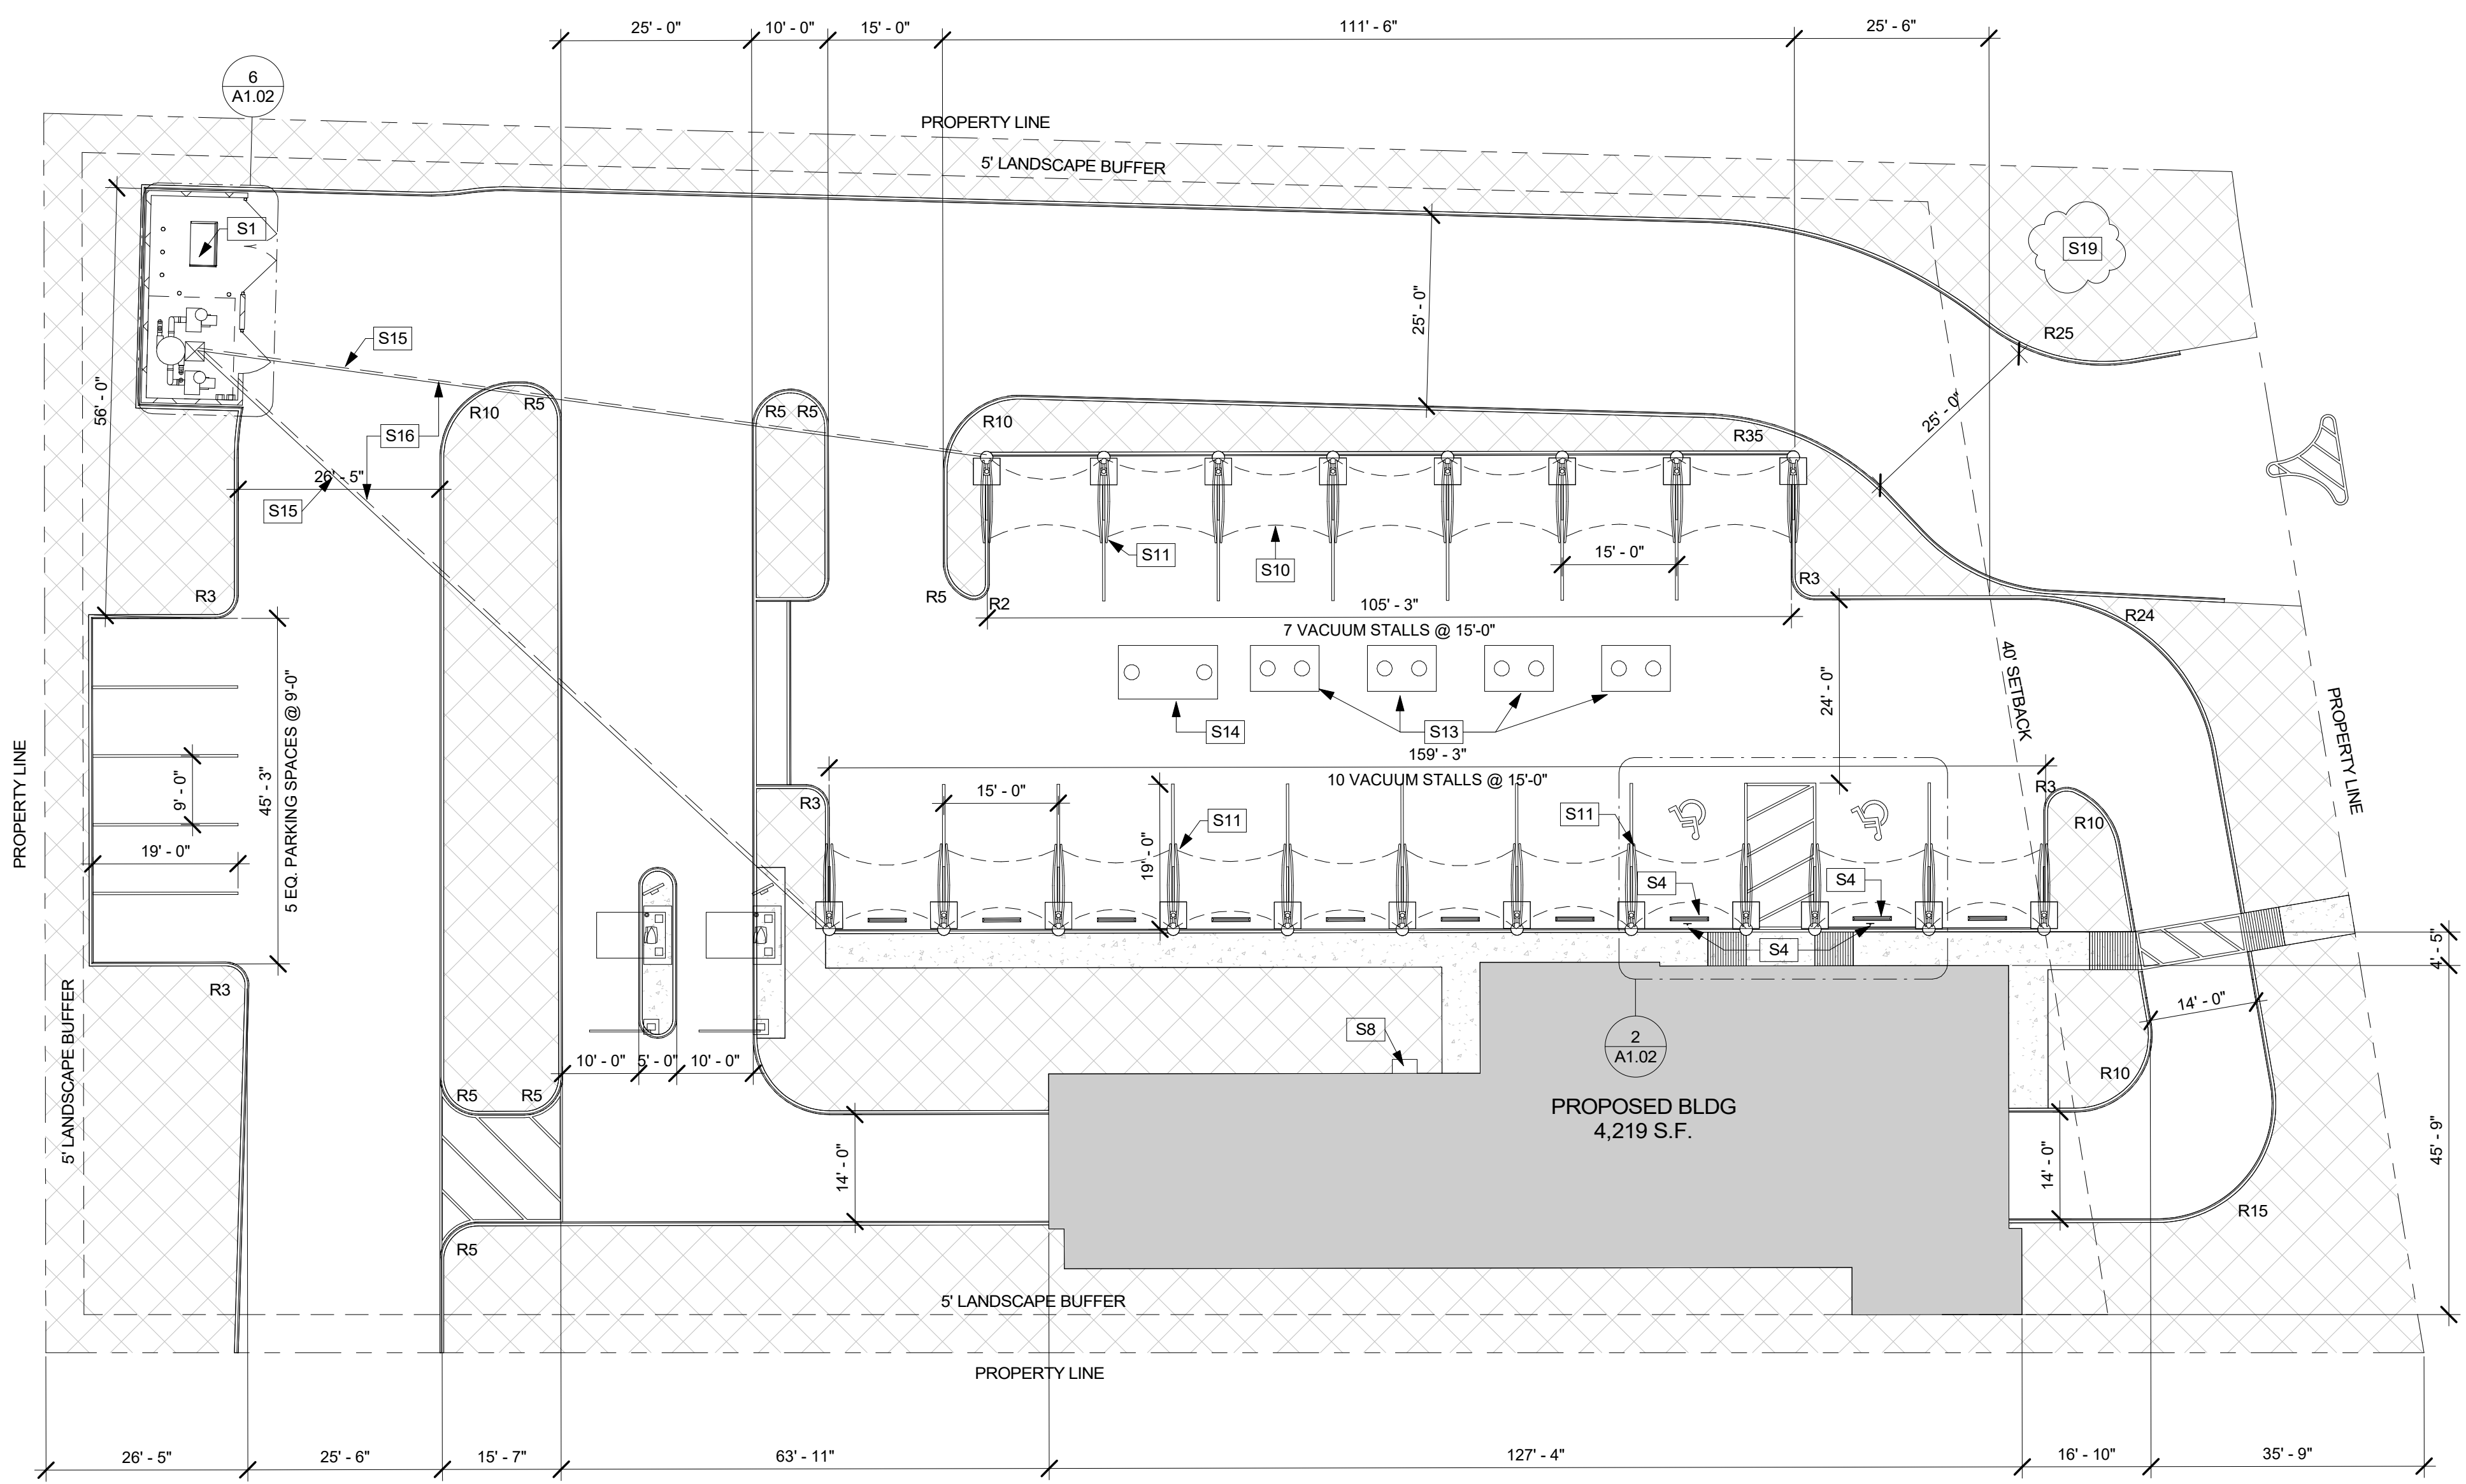 25' - 0"
10' - 0"
15' - 0"
111' - 6"
25' - 6"
6
A1.02
PROPERTY LINE
5' LANDSCAPE BUFFER
S1
S19
25' - 0"
R25
S15
56' - 0"
R10
R5
R5
R5
R10
R35
25' - 0"
S16
26' - 5"
S15
S11
S10
15' - 0"
R3
R3
R5
R2
105' - 3"
R24
7 VACUUM STALLS @ 15'-0"
40' SETBACK
24' - 0"
PROPERTY LINE
S14
S13
159' - 3"
10 VACUUM STALLS @ 15'-0"
PROPERTY LINE
9' - 0"
45' - 3"
5 EQ. PARKING SPACES @ 9'-0"
15' - 0"
R3
R3
S11
S11
R10
19' - 0"
19' - 0"
S4
S4
S4
4' - 5"
R3
14' - 0"
5' LANDSCAPE BUFFER
S8
2
A1.02
10' - 0"
5' - 0"
10' - 0"
R10
R5
R5
PROPOSED BLDG
4,219 S.F.
14' - 0"
14' - 0"
45' - 9"
R15
R5
5' LANDSCAPE BUFFER
PROPERTY LINE
26' - 5"
25' - 6"
15' - 7"
63' - 11"
127' - 4"
16' - 10"
35' - 9"